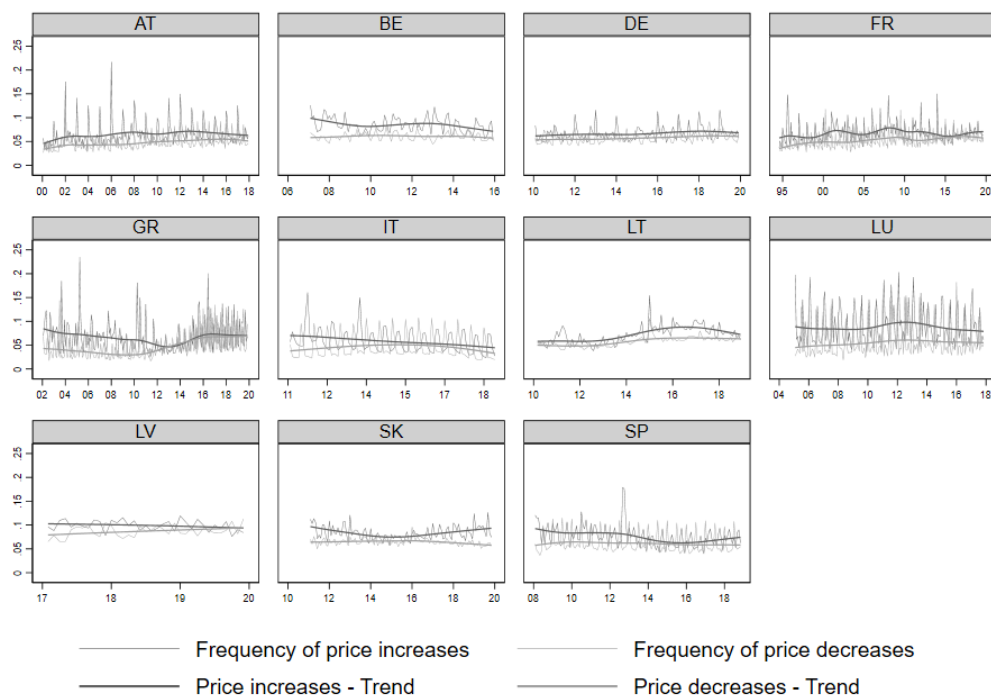 AT BE DE FR
0 .05 .1 .15 .2 .25
00 02 04 06 08 10 12 14 16 18
06 08 10 12 14 16
10 12 14 16 18 20
95 00 05 10 15 20
GR IT LT LU
0 .05 .1 .15 .2 .25
04 02 06 08 10 12 14 16 18 20
11 12 13 14 15 16 17 18
10 12 14 16 18
04 06 08 10 12 14 16 18
LV SK SP
0 .05 .1 .15 .2 .25
17 18 19 20
10 12 14 16 18 20
08 10 12 14 16 18
Frequency of price increases Frequency of price decreases
Price increases - Trend Price decreases - Trend